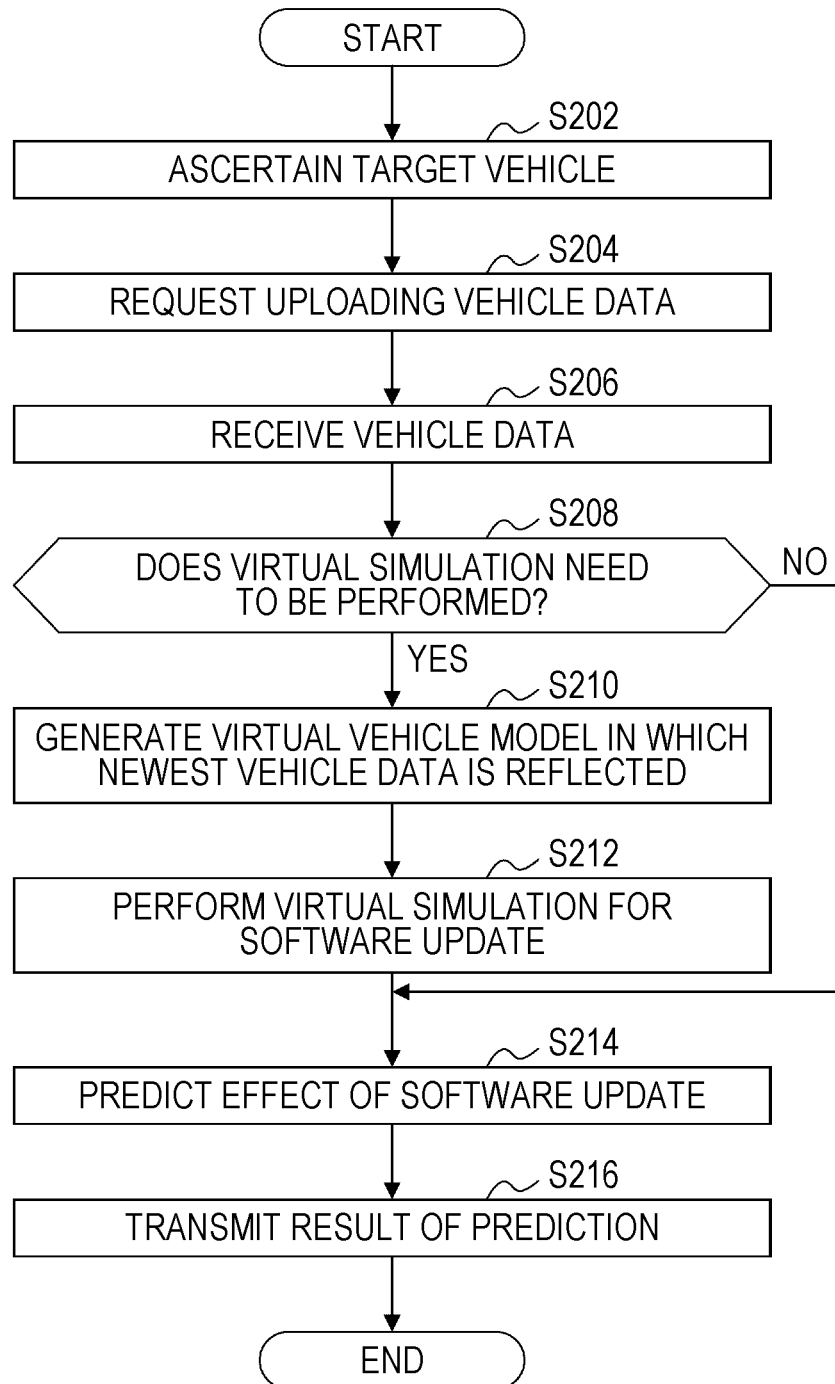 START
S202
ASCERTAIN TARGET VEHICLE
S204
REQUEST UPLOADING VEHICLE DATA
S206
RECEIVE VEHICLE DATA
S208
DOES VIRTUAL SIMULATION NEED
TO BE PERFORMED?
NO
YES
S210
GENERATE VIRTUAL VEHICLE MODEL IN WHICH
NEWEST VEHICLE DATA IS REFLECTED
S212
PERFORM VIRTUAL SIMULATION FOR
SOFTWARE UPDATE
S214
PREDICT EFFECT OF SOFTWARE UPDATE
S216
TRANSMIT RESULT OF PREDICTION
END